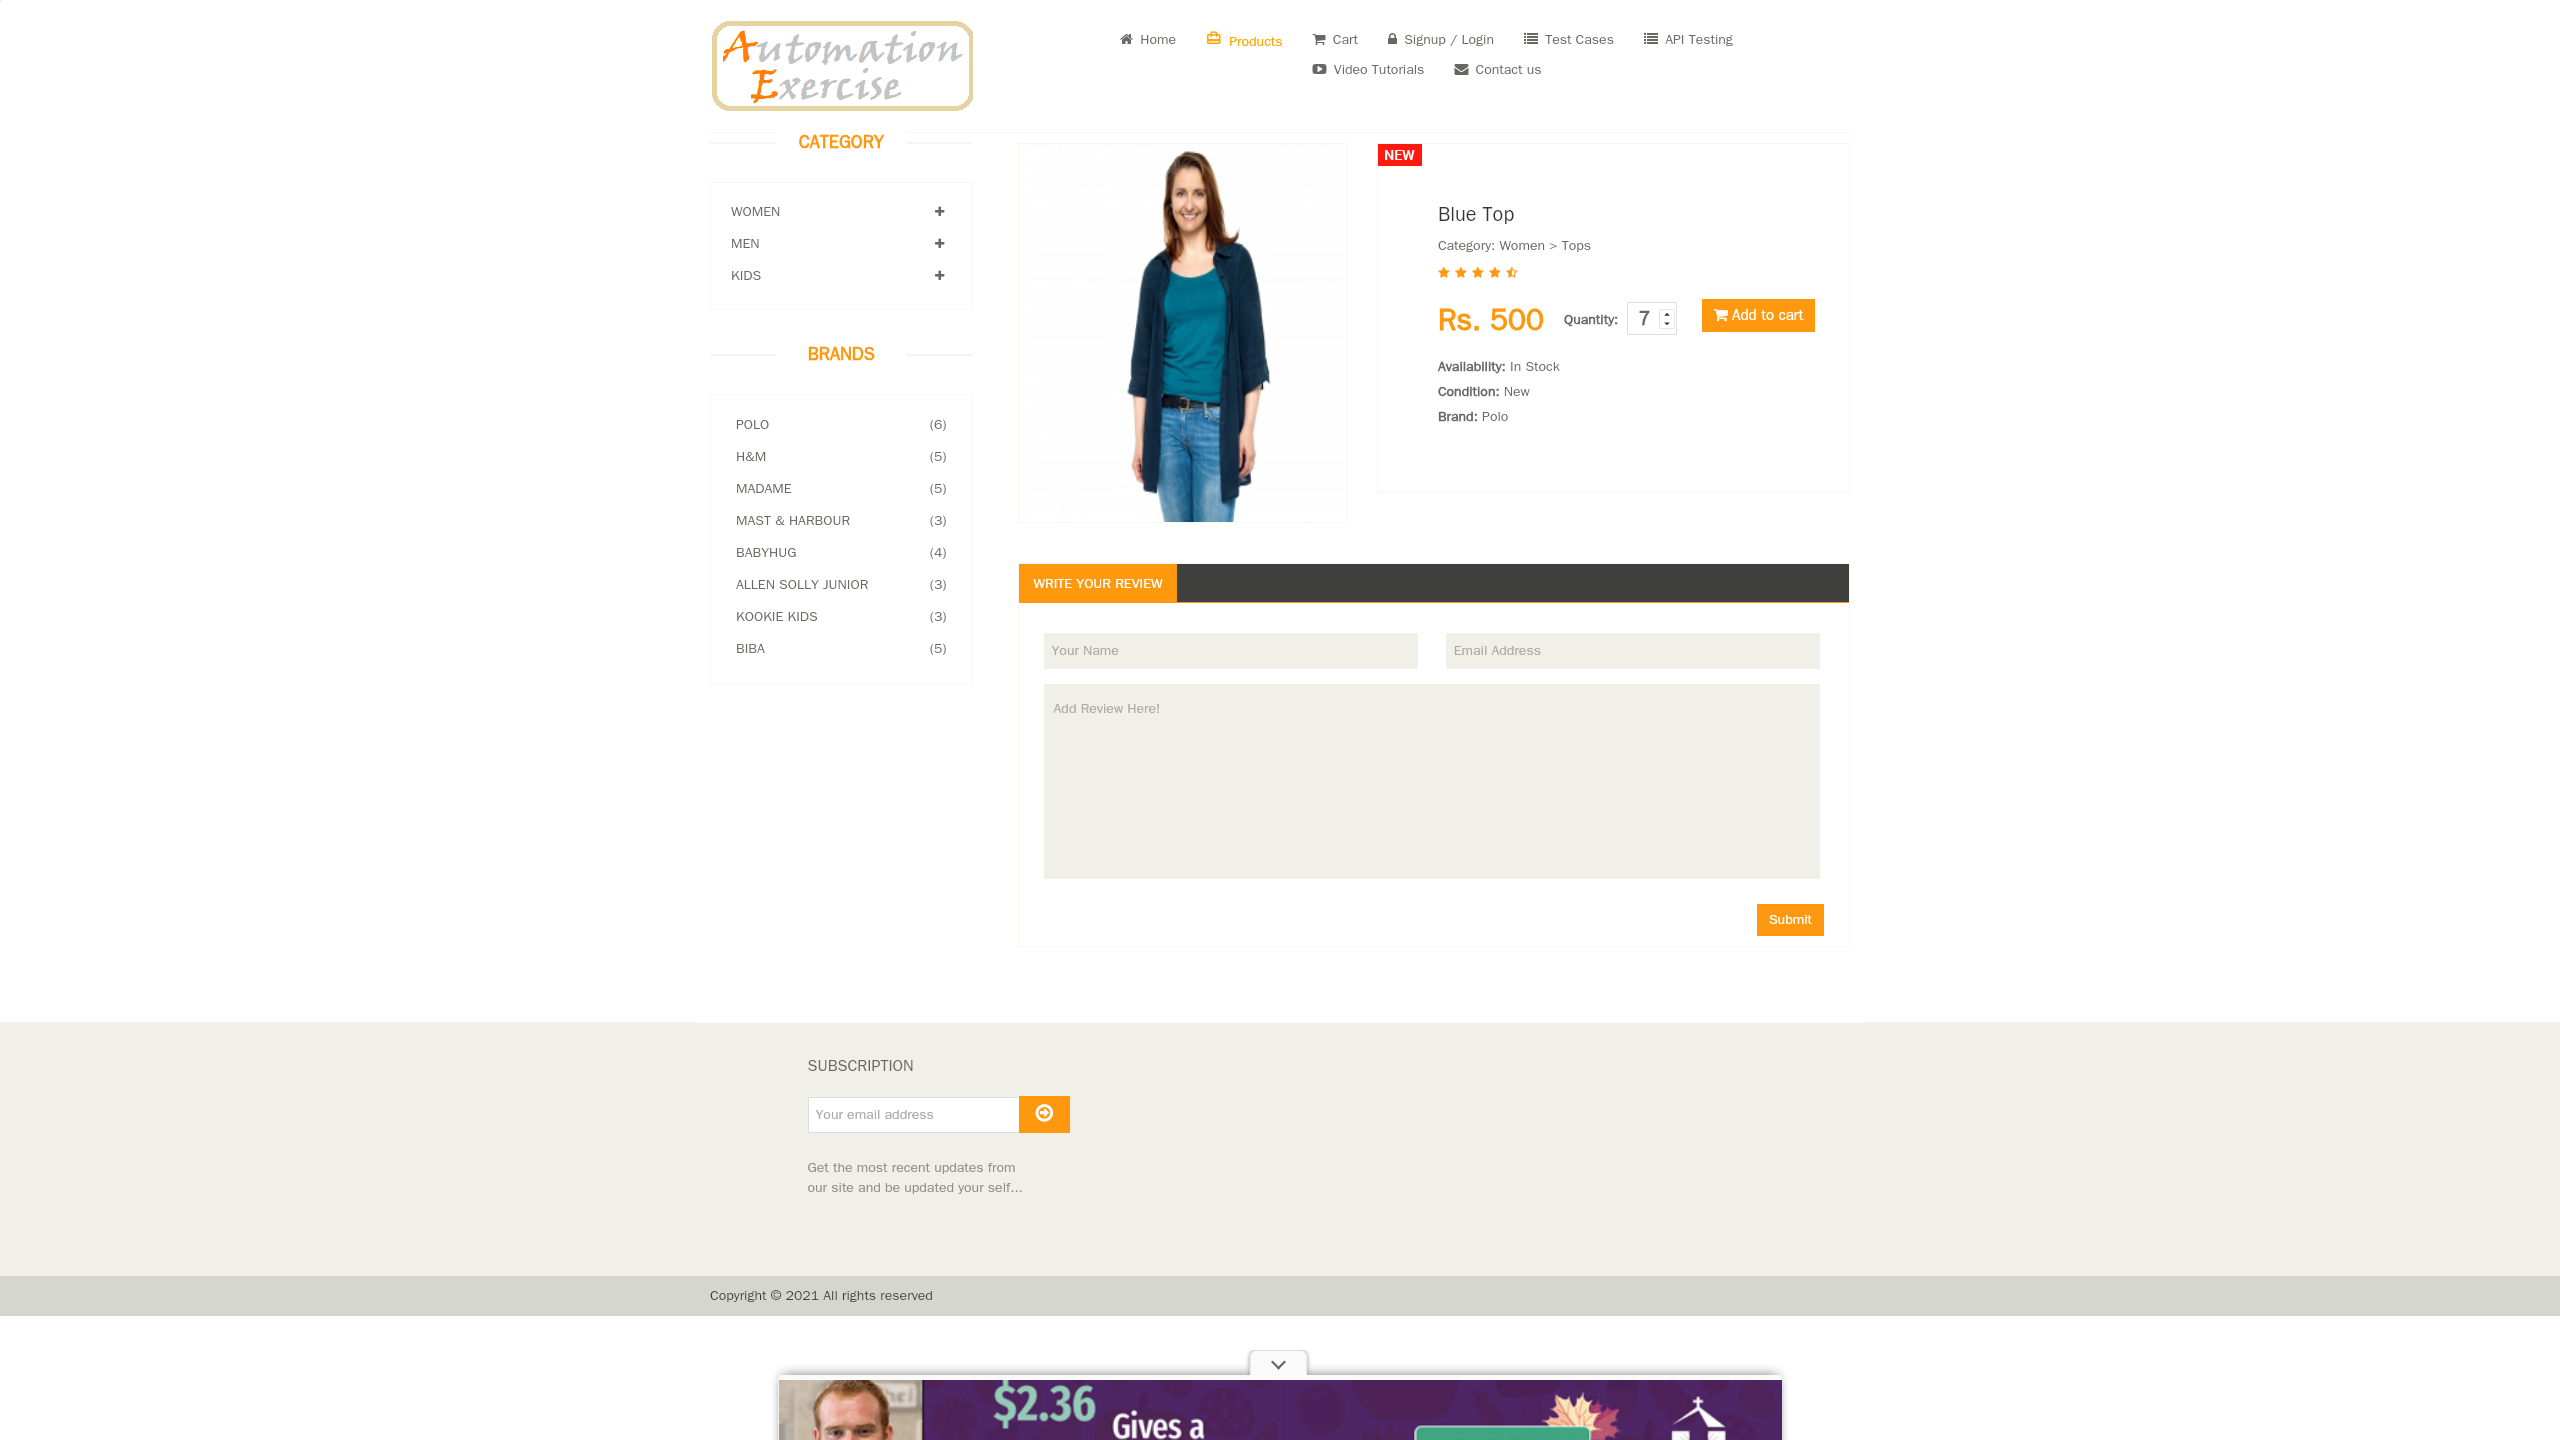 Automation
Exercise
Home
Products
Cart
Signup / Login
Test Cases
API Testing
Video Tutorials
Contact us
CATEGORY
WOMEN
MEN
KIDS
BRANDS
POLO (6)
H&M (5)
MADAME (5)
MAST & HARBOUR (3)
BABYHUG (4)
ALLEN SOLLY JUNIOR (3)
KOOKIE KIDS (3)
BIBA (5)
NEW
Blue Top
Category: Women > Tops
Rs. 500 Quantity: 7 Add to cart
Availability: In Stock
Condition: New
Brand: Polo
WRITE YOUR REVIEW
Your Name
Email Address
Add Review Here!
Submit
SUBSCRIPTION
Your email address
Get the most recent updates from
our site and be updated your self...
Copyright © 2021 All rights reserved
$2.36
Gives a